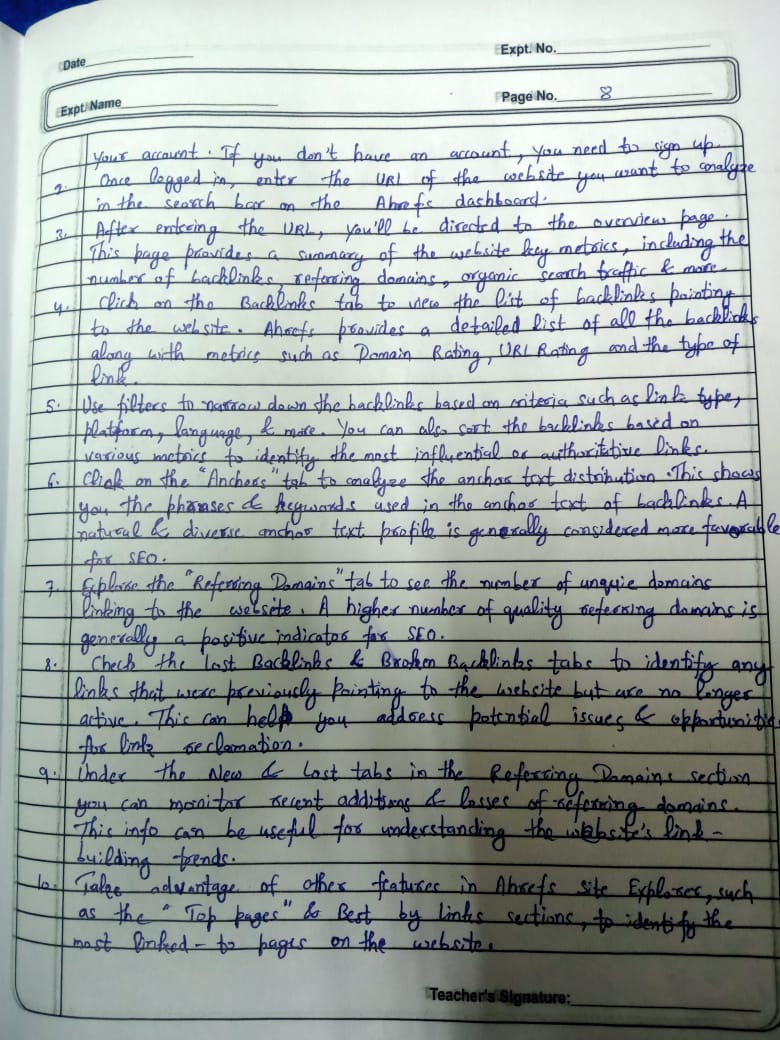 Date
Expt. No.
Expt. Name
Page No. 8
your account. If you don't have an account, you need to sign up.
2. Once logged in, enter the URL of the website you want to analyze
in the search bar on the Ahrefs dashboard.
3. After entering the URL, you'll be directed to the overview page.
This page provides a summary of the website key metrics, including the
number of backlinks, referring domains, organic search traffic & more.
4. Click on the Backlinks tab to view the list of backlinks pointing
to the website. Ahrefs provides a detailed list of all the backlinks
along with metrics such as Domain Rating, URL Rating and the type of
link.
5. Use filters to narrow down the backlinks based on criteria such as link type,
platform, language, & more. You can also sort the backlinks based on
various metrics to identify the most influential or authoritative links.
6. Click on the "Anchors" tab to analyze the anchor text distribution. This shows
you the phrases & keywords used in the anchor text of backlinks. A
natural & diverse anchor text profile is generally considered more favorable
for SEO.
7. Explore the "Referring Domains" tab to see the number of unquie domains
linking to the website. A higher number of quality referring domains is
generally a positive indicator for SEO.
8. Check the Lost Backlinks & Broken Backlinks tabs to identify any
links that were previously pointing to the website but are no longer
active. This can help you address potential issues & opportunities
for link reclamation.
9. Under the New & Lost tabs in the Referring Domains section
you can monitor recent additions & losses of referring domains.
This info can be useful for understanding the website's link-
building trends.
10. Take advantage of other features in Ahrefs Site Explorer, such
as the "Top pages" & Best by Links sections, to identify the
most linked-to pages on the website.
Teacher's Signature: